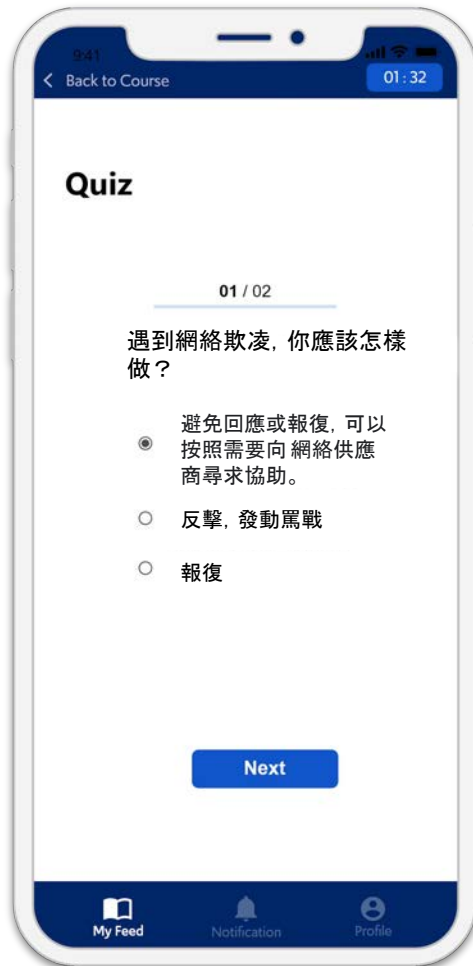 9:41
Back to Course
01:32
Quiz
01 / 02
遇到網絡欺凌, 你應該怎樣
做？
避免回應或報復, 可以
按照需要向 網絡供應
商尋求協助。
反擊, 發動罵戰
報復
Next
My Feed
Notification
Profile